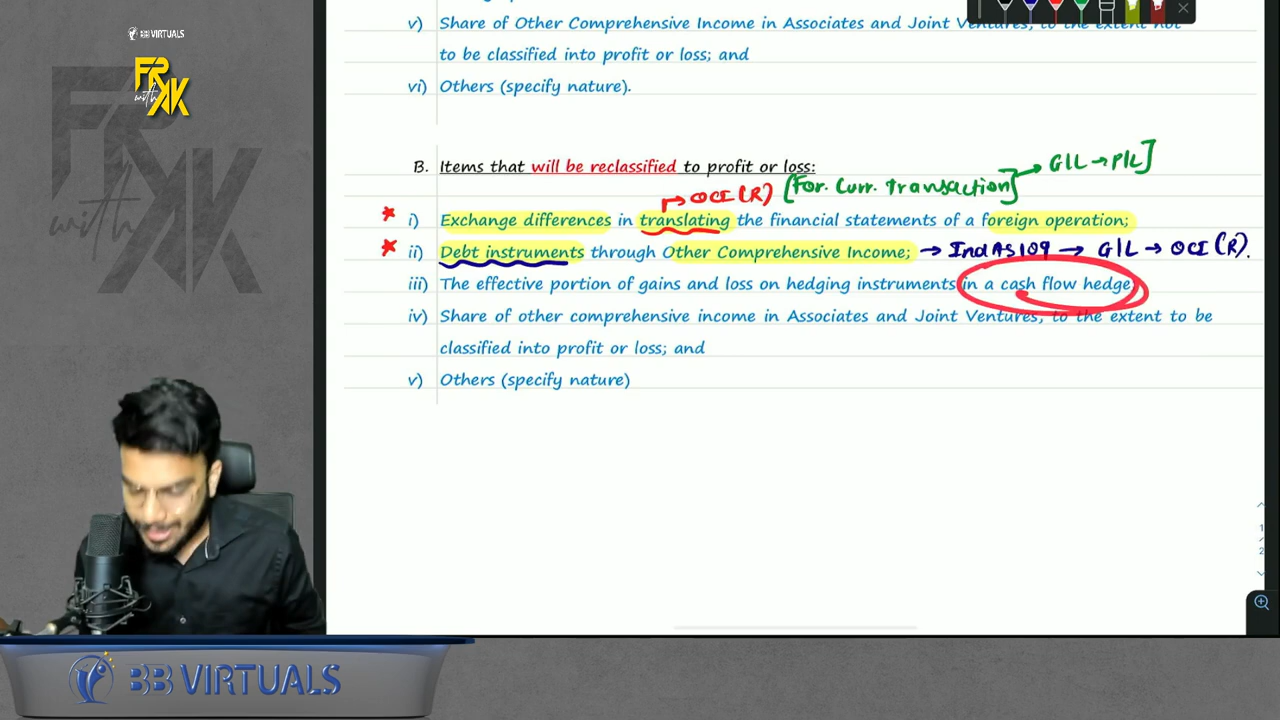 BB VIRTUALS
FR
with AK
FR
with AK
v) Share of Other Comprehensive Income in Associates and Joint Ventures, to the extent not
to be classified into profit or loss; and
vi) Others (specify nature).
B. Items that will be reclassified to profit or loss:
G/L → P/L]
→ OCI (R) [For. Curr. Transaction]
* i) Exchange differences in translating the financial statements of a foreign operation;
* ii) Debt instruments through Other Comprehensive Income; → Ind AS 109 → G/L → OCI (R).
iii) The effective portion of gains and loss on hedging instruments in a cash flow hedge
iv) Share of other comprehensive income in Associates and Joint Ventures, to the extent to be
classified into profit or loss; and
v) Others (specify nature)
BB VIRTUALS